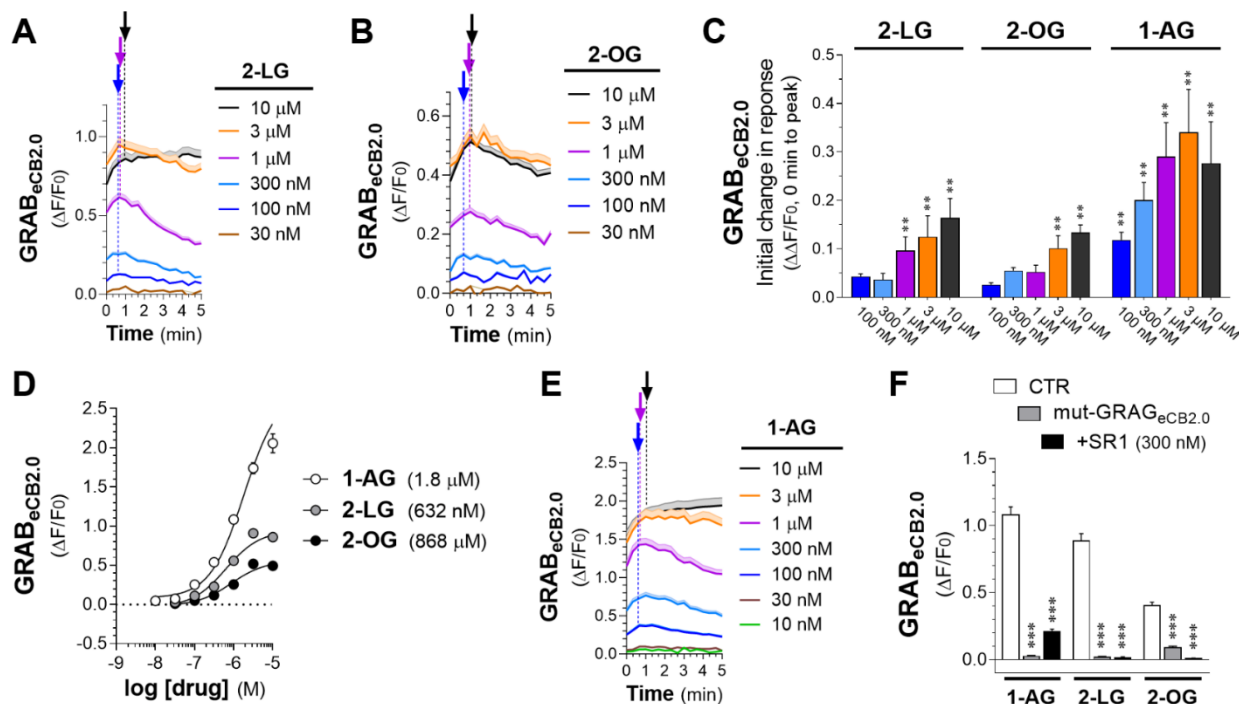 A
2-LG
10 μM
3 μM
1 μM
300 nM
100 nM
30 nM
GRABeCB2.0
(ΔF/F0)
1.0
0.5
0.0
0 1 2 3 4 5
Time (min)
B
2-OG
10 μM
3 μM
1 μM
300 nM
100 nM
30 nM
GRABeCB2.0
(ΔF/F0)
0.6
0.4
0.2
0.0
0 1 2 3 4 5
Time (min)
C
2-LG 2-OG 1-AG
GRABeCB2.0
Initial change in reponse
(ΔΔF/F0, 0 min to peak)
0.5
0.4
0.3
0.2
0.1
0.0
** ** ** ** ** ** ** ** ** **
100 nM 300 nM 1 μM 3 μM 10 μM 100 nM 300 nM 1 μM 3 μM 10 μM 100 nM 300 nM 1 μM 3 μM 10 μM
D
GRABeCB2.0
(ΔF/F0)
2.5
2.0
1.5
1.0
0.5
0.0
-0.5
-9 -8 -7 -6 -5
log [drug] (M)
1-AG (1.8 μM)
2-LG (632 nM)
2-OG (868 μM)
E
1-AG
10 μM
3 μM
1 μM
300 nM
100 nM
30 nM
10 nM
GRABeCB2.0
(ΔF/F0)
2.5
2.0
1.5
1.0
0.5
0.0
0 1 2 3 4 5
Time (min)
F
CTR
mut-GRAGeCB2.0
+SR1 (300 nM)
GRABeCB2.0
(ΔF/F0)
1.5
1.0
0.5
0.0
*** *** *** *** *** ***
1-AG 2-LG 2-OG